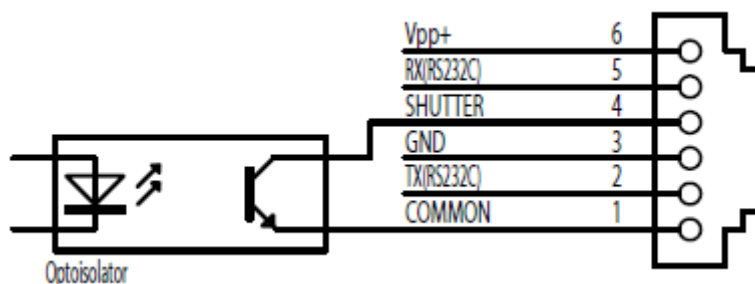 Vpp+ 6
RX(RS232C) 5
SHUTTER 4
GND 3
TX(RS232C) 2
COMMON 1
Optoisolator